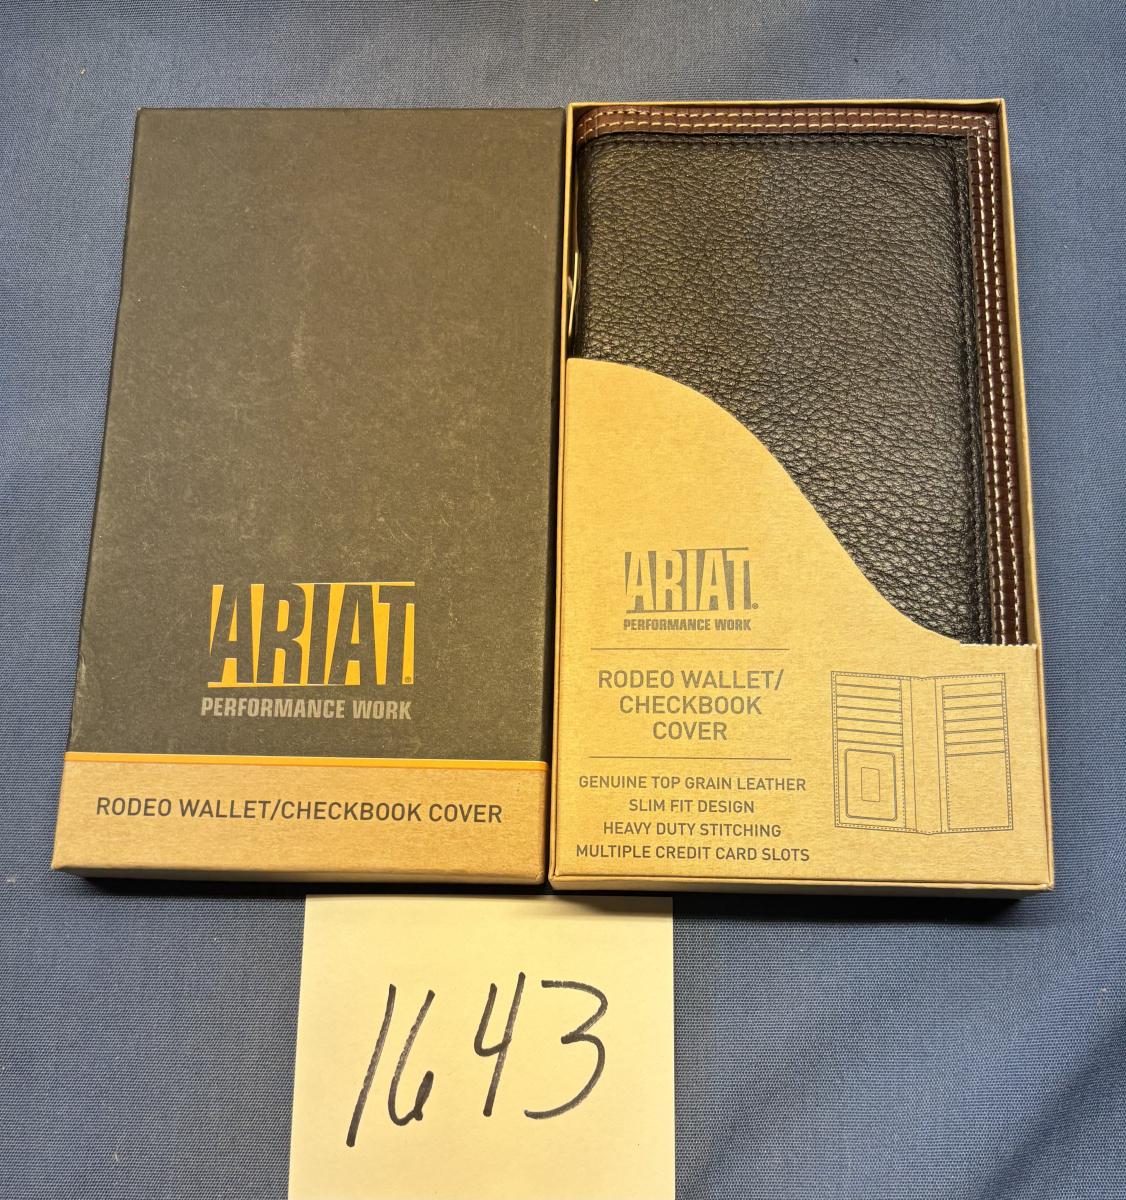 ARIAT®
PERFORMANCE WORK
RODEO WALLET/CHECKBOOK COVER
ARIAT®
PERFORMANCE WORK
RODEO WALLET/
CHECKBOOK
COVER
GENUINE TOP GRAIN LEATHER
SLIM FIT DESIGN
HEAVY DUTY STITCHING
MULTIPLE CREDIT CARD SLOTS
1643